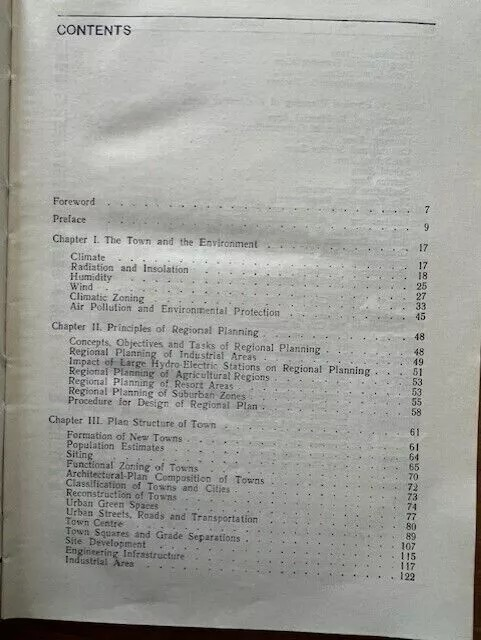 CONTENTS
Foreword . . . 7
Preface . . . 9
Chapter I. The Town and the Environment . . . 17
Climate . . . 17
Radiation and Insolation . . . 18
Humidity . . . 25
Wind . . . 27
Climatic Zoning . . . 33
Air Pollution and Environmental Protection . . . 45
Chapter II. Principles of Regional Planning . . . 48
Concepts, Objectives and Tasks of Regional Planning . . . 48
Regional Planning of Industrial Areas . . . 49
Impact of Large Hydro-Electric Stations on Regional Planning . . . 51
Regional Planning of Agricultural Regions . . . 53
Regional Planning of Resort Areas . . . 53
Regional Planning of Suburban Zones . . . 55
Procedure for Design of Regional Plan . . . 58
Chapter III. Plan Structure of Town . . . 61
Formation of New Towns . . . 61
Population Estimates . . . 64
Siting . . . 65
Functional Zoning of Towns . . . 70
Architectural-Plan Composition of Towns . . . 72
Classification of Towns and Cities . . . 73
Reconstruction of Towns . . . 74
Urban Green Spaces . . . 77
Urban Streets, Roads and Transportation . . . 80
Town Centre . . . 89
Town Squares and Grade Separations . . . 107
Site Development . . . 115
Engineering Infrastructure . . . 117
Industrial Area . . . 122